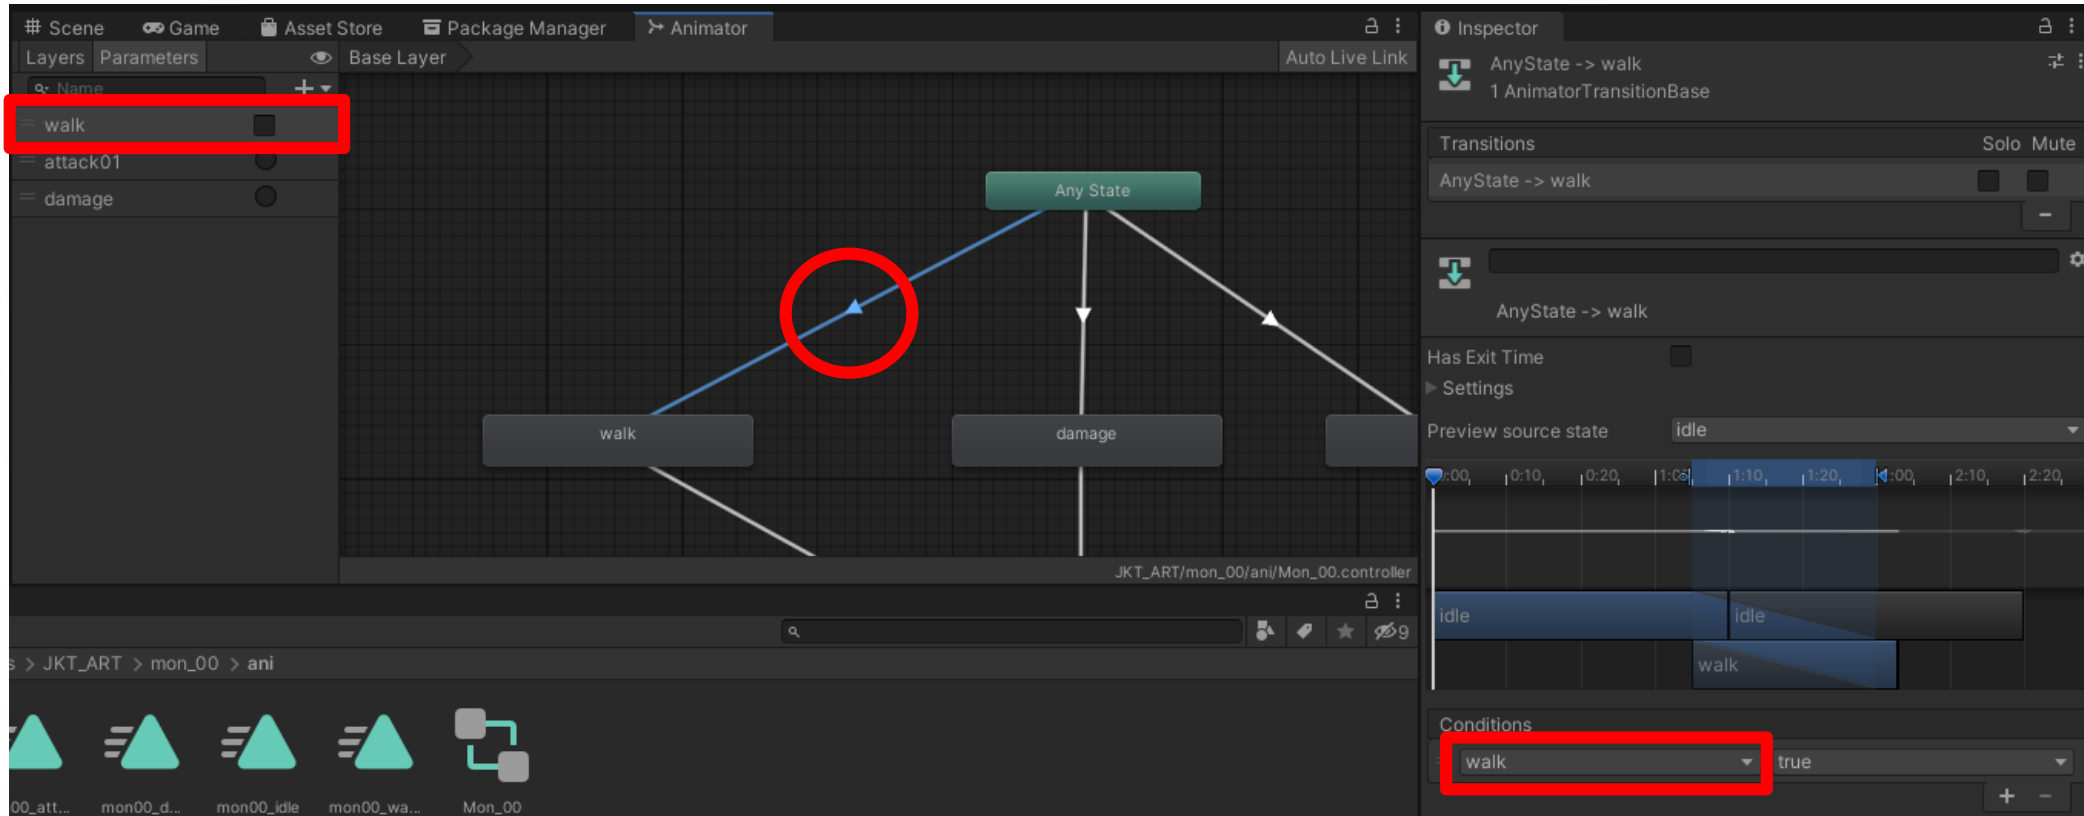 Scene Game Asset Store Package Manager Animator
Layers Parameters Base Layer Auto Live Link
Name
walk
attack01
damage
Any State
walk damage
JKT_ART/mon_00/ani/Mon_00.controller
9
s > JKT_ART > mon_00 > ani
00_att... mon00_d... mon00_idle mon00_wa... Mon_00
Inspector
AnyState -> walk
1 AnimatorTransitionBase
Transitions Solo Mute
AnyState -> walk
AnyState -> walk
Has Exit Time
Settings
Preview source state idle
:00 0:10 0:20 1:0 1:10 1:20 :00 2:10 2:20
idle idle
walk
Conditions
walk true